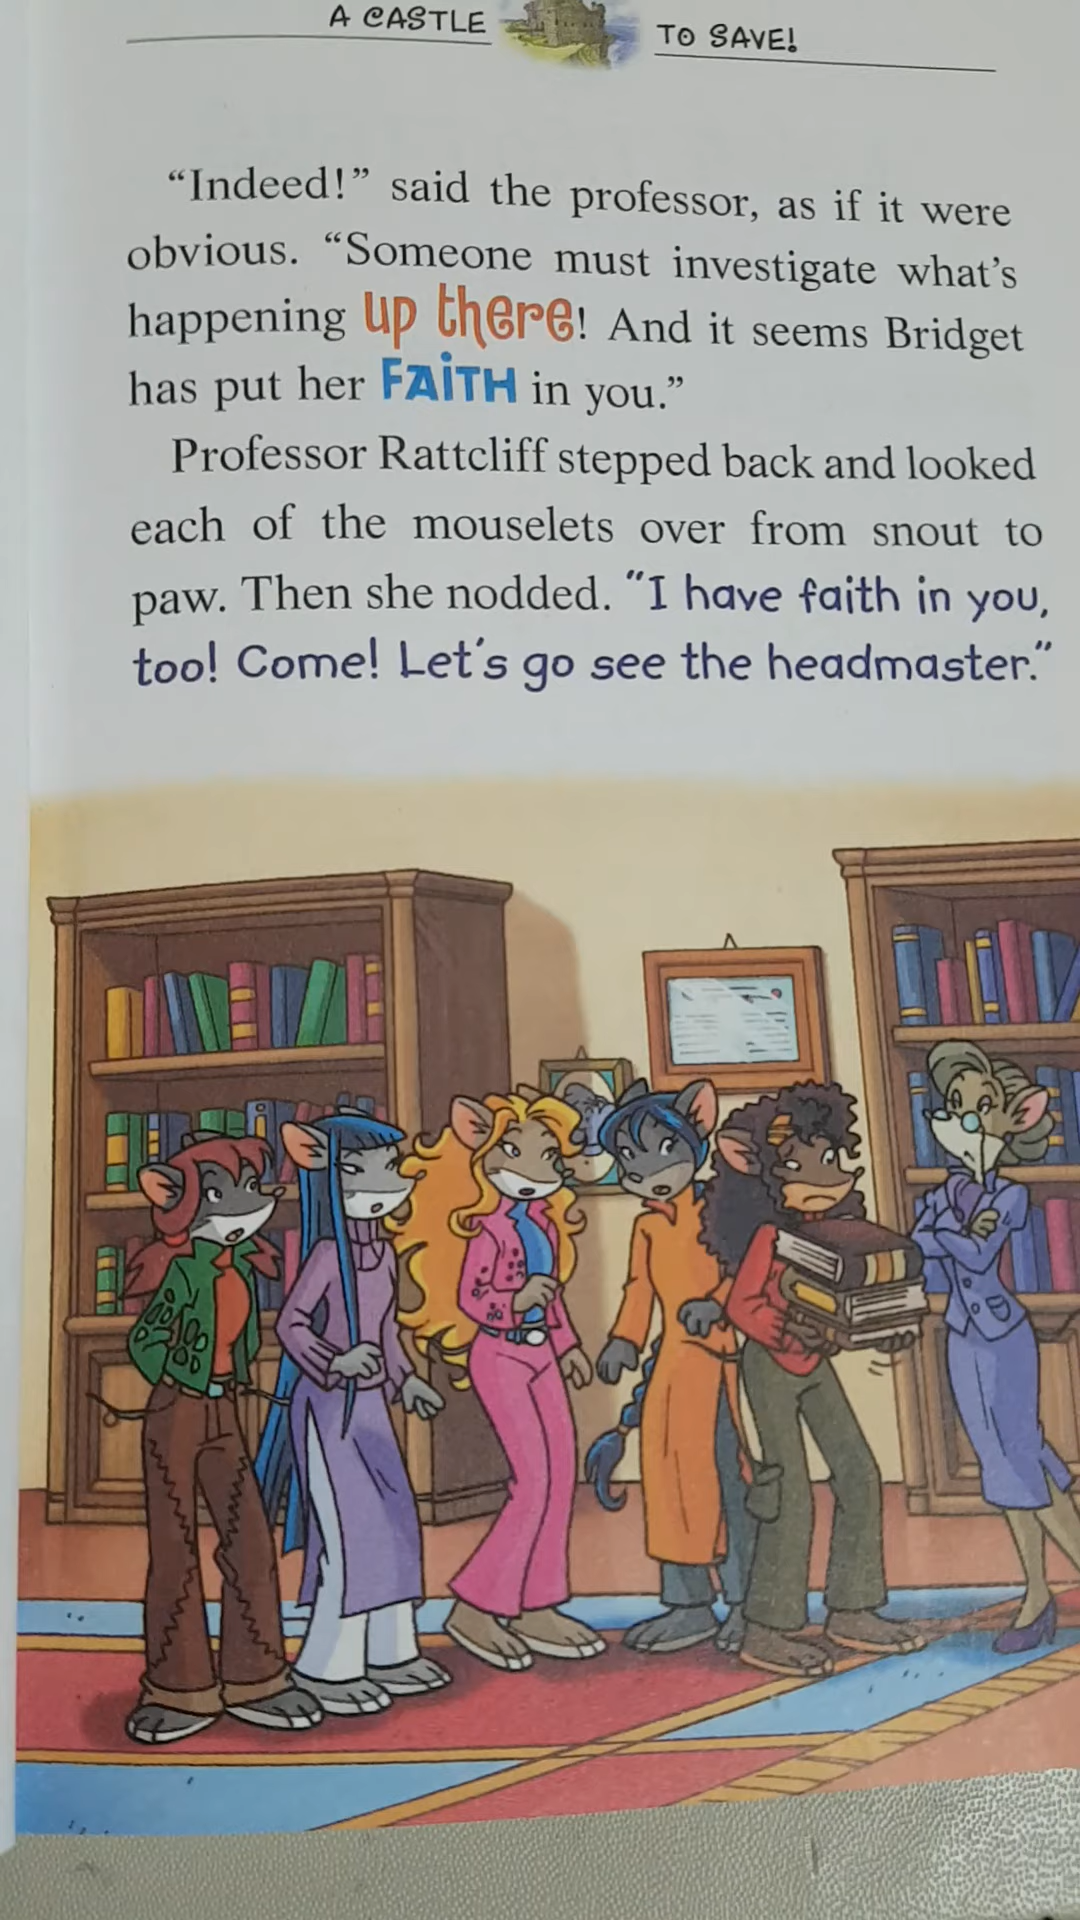 A CASTLE TO SAVE!
“Indeed!” said the professor, as if it were
obvious. “Someone must investigate what’s
happening up there! And it seems Bridget
has put her FAiTH in you.”
Professor Rattcliff stepped back and looked
each of the mouselets over from snout to
paw. Then she nodded. “I have faith in you,
too! Come! Let’s go see the headmaster.”